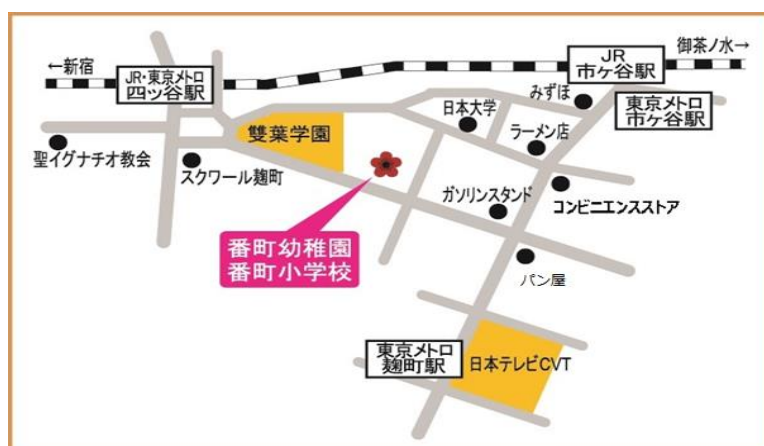 ←新宿
JR・東京メトロ
四ツ谷駅
JR
市ケ谷駅
御茶ノ水→
みずほ
東京メトロ
市ケ谷駅
日本大学
雙葉学園
ラーメン店
聖イグナチオ教会
スクワール麹町
ガソリンスタンド
コンビニエンスストア
番町幼稚園
番町小学校
パン屋
東京メトロ
麹町駅
日本テレビCVT